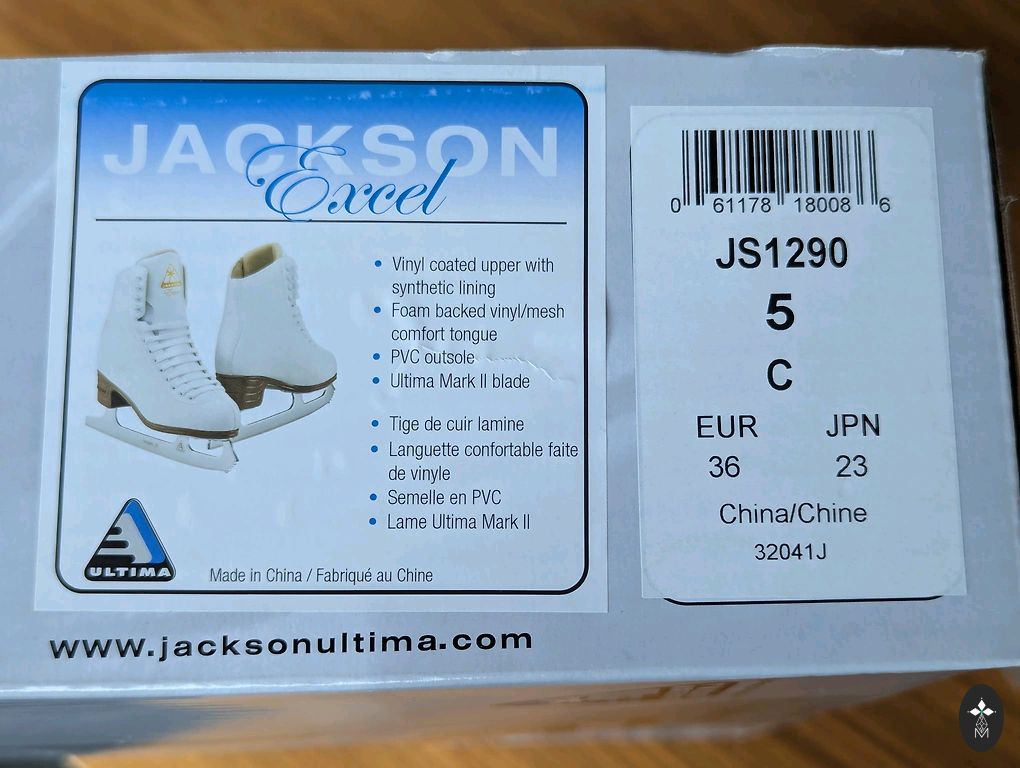 JACKSON
Excel
• Vinyl coated upper with
synthetic lining
• Foam backed vinyl/mesh
comfort tongue
• PVC outsole
• Ultima Mark II blade
• Tige de cuir lamine
• Languette confortable faite
de vinyle
• Semelle en PVC
• Lame Ultima Mark II
ULTIMA
Made in China / Fabriqué au Chine
www.jacksonultima.com
0 61178 18008 6
JS1290
5
C
EUR JPN
36 23
China/Chine
32041J
M